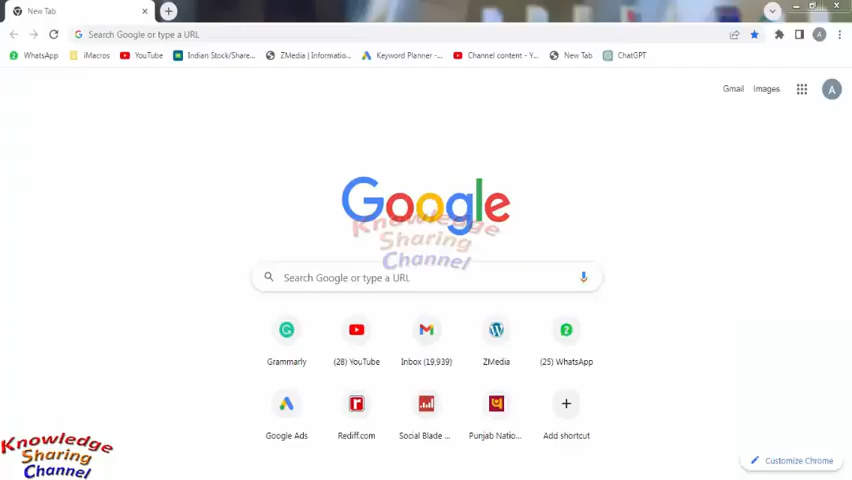 New Tab
Search Google or type a URL
WhatsApp
iMacros
YouTube
Indian Stock/Share...
ZMedia | Informatio...
Keyword Planner -...
Channel content - Y...
New Tab
ChatGPT
Gmail
Images
A
Google
Knowledge
Sharing
Channel
Search Google or type a URL
Grammarly
(28) YouTube
Inbox (19,939)
ZMedia
(25) WhatsApp
Google Ads
Rediff.com
Social Blade ...
Punjab Natio...
Add shortcut
Knowledge
Sharing
Channel
Customize Chrome